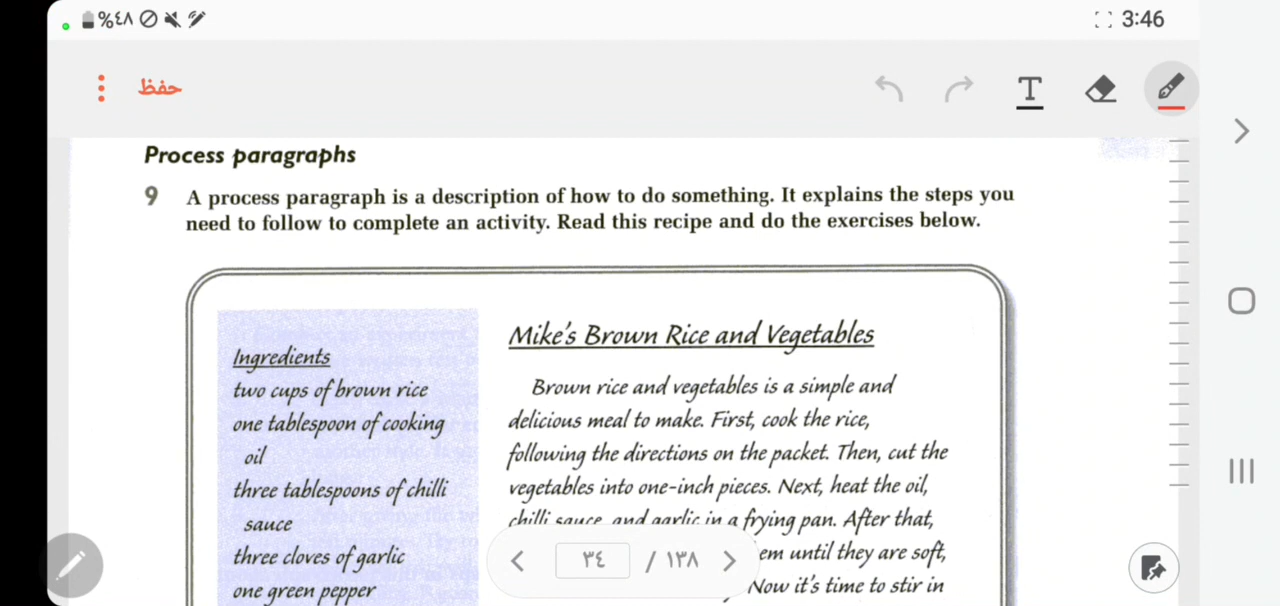 %٤٨ 3:46
حفظ T
Process paragraphs
9 A process paragraph is a description of how to do something. It explains the steps you
need to follow to complete an activity. Read this recipe and do the exercises below.
Ingredients
two cups of brown rice
one tablespoon of cooking
oil
three tablespoons of chilli
sauce
three cloves of garlic
one green pepper
Mike's Brown Rice and Vegetables
Brown rice and vegetables is a simple and
delicious meal to make. First, cook the rice,
following the directions on the packet. Then, cut the
vegetables into one-inch pieces. Next, heat the oil,
chilli sauce, and garlic in a frying pan. After that,
em until they are soft,
Now it's time to stir in
٣٤ / ١٣٨